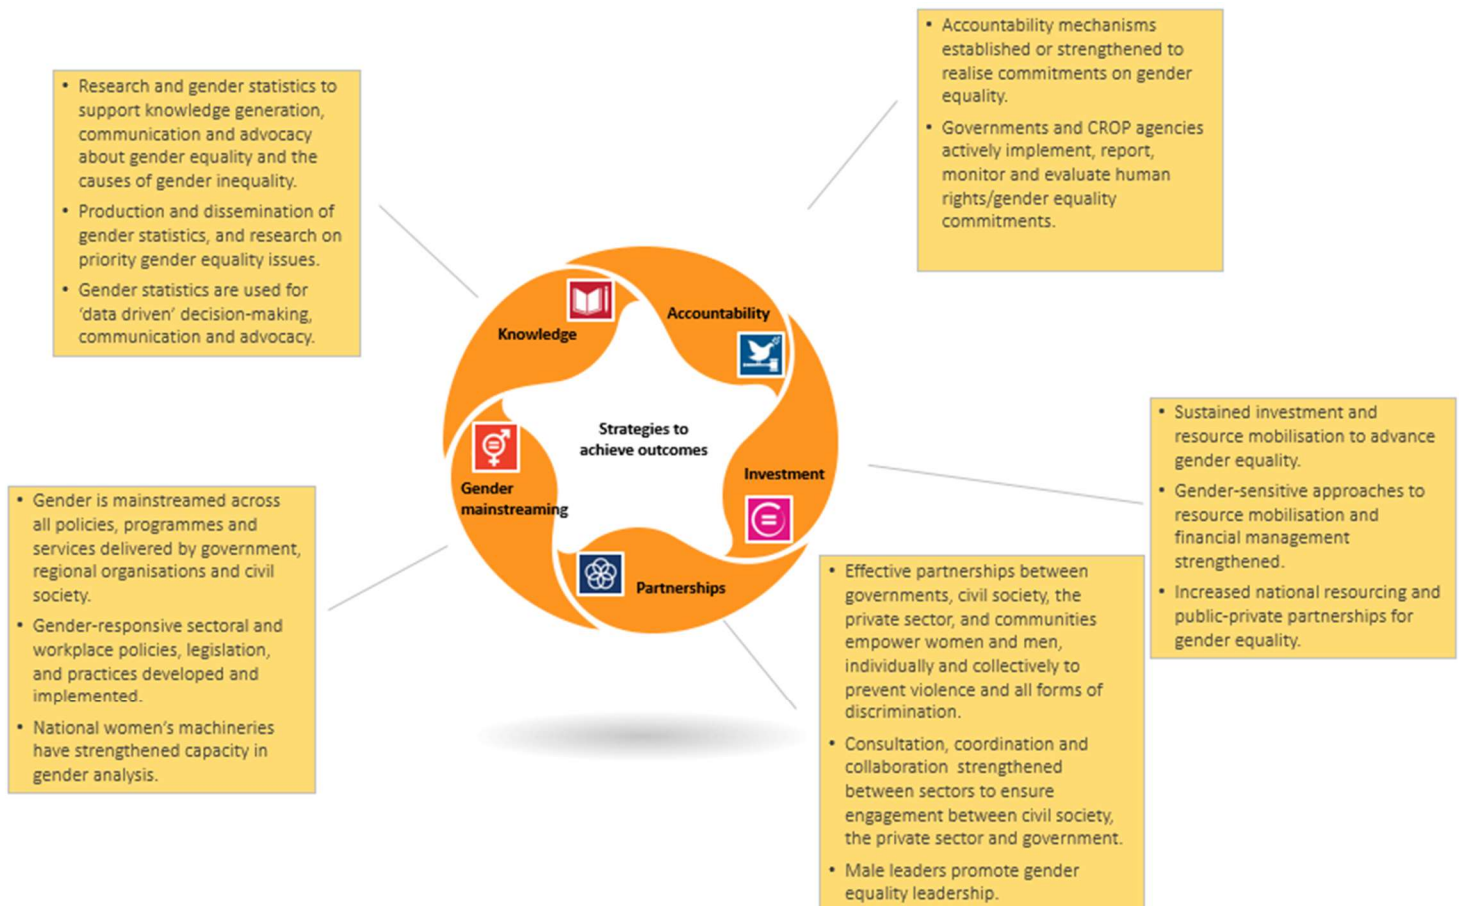 • Research and gender statistics to
support knowledge generation,
communication and advocacy
about gender equality and the
causes of gender inequality.
• Production and dissemination of
gender statistics, and research on
priority gender equality issues.
• Gender statistics are used for
‘data driven’ decision-making,
communication and advocacy.
• Accountability mechanisms
established or strengthened to
realise commitments on gender
equality.
• Governments and CROP agencies
actively implement, report,
monitor and evaluate human
rights/gender equality
commitments.
Knowledge
Accountability
Strategies to
achieve outcomes
Gender
mainstreaming
Investment
Partnerships
• Gender is mainstreamed across
all policies, programmes and
services delivered by government,
regional organisations and civil
society.
• Gender-responsive sectoral and
workplace policies, legislation,
and practices developed and
implemented.
• National women’s machineries
have strengthened capacity in
gender analysis.
• Sustained investment and
resource mobilisation to advance
gender equality.
• Gender-sensitive approaches to
resource mobilisation and
financial management
strengthened.
• Increased national resourcing and
public-private partnerships for
gender equality.
• Effective partnerships between
governments, civil society, the
private sector, and communities
empower women and men,
individually and collectively to
prevent violence and all forms of
discrimination.
• Consultation, coordination and
collaboration strengthened
between sectors to ensure
engagement between civil society,
the private sector and government.
• Male leaders promote gender
equality leadership.